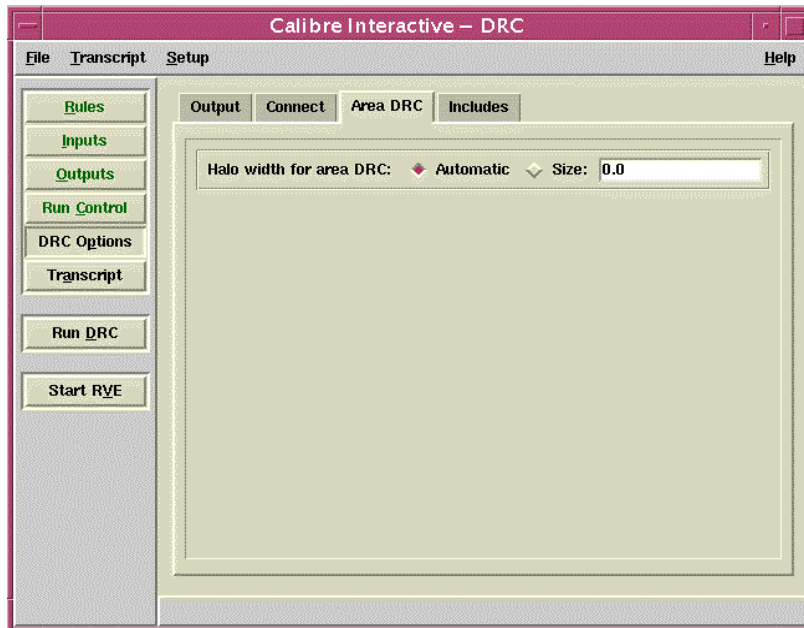 Calibre Interactive – DRC
File Transcript Setup Help
Rules
Inputs
Outputs
Run Control
DRC Options
Transcript
Run DRC
Start RVE
Output Connect Area DRC Includes
Halo width for area DRC: Automatic Size: 0.0